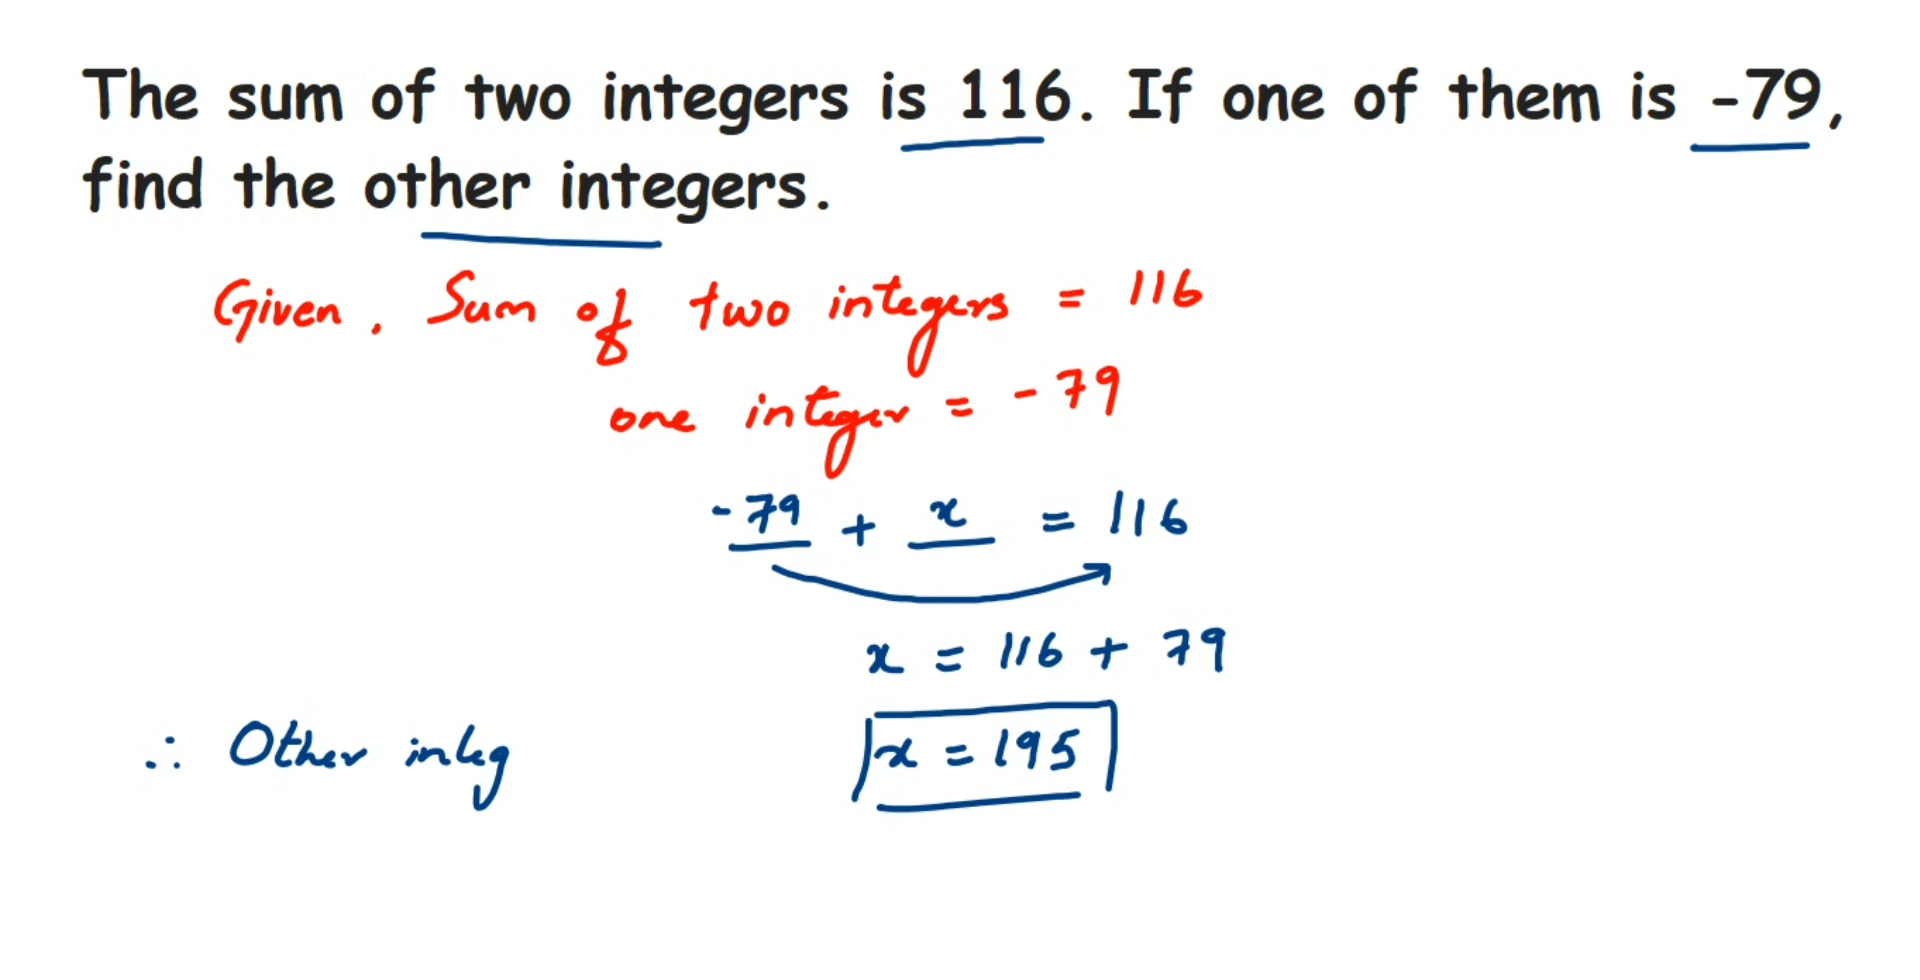 The sum of two integers is 116. If one of them is -79,
find the other integers.
Given, Sum of two integers = 116
one integer = -79
-79 + x = 116
x = 116 + 79
x = 195
∴ Other integ